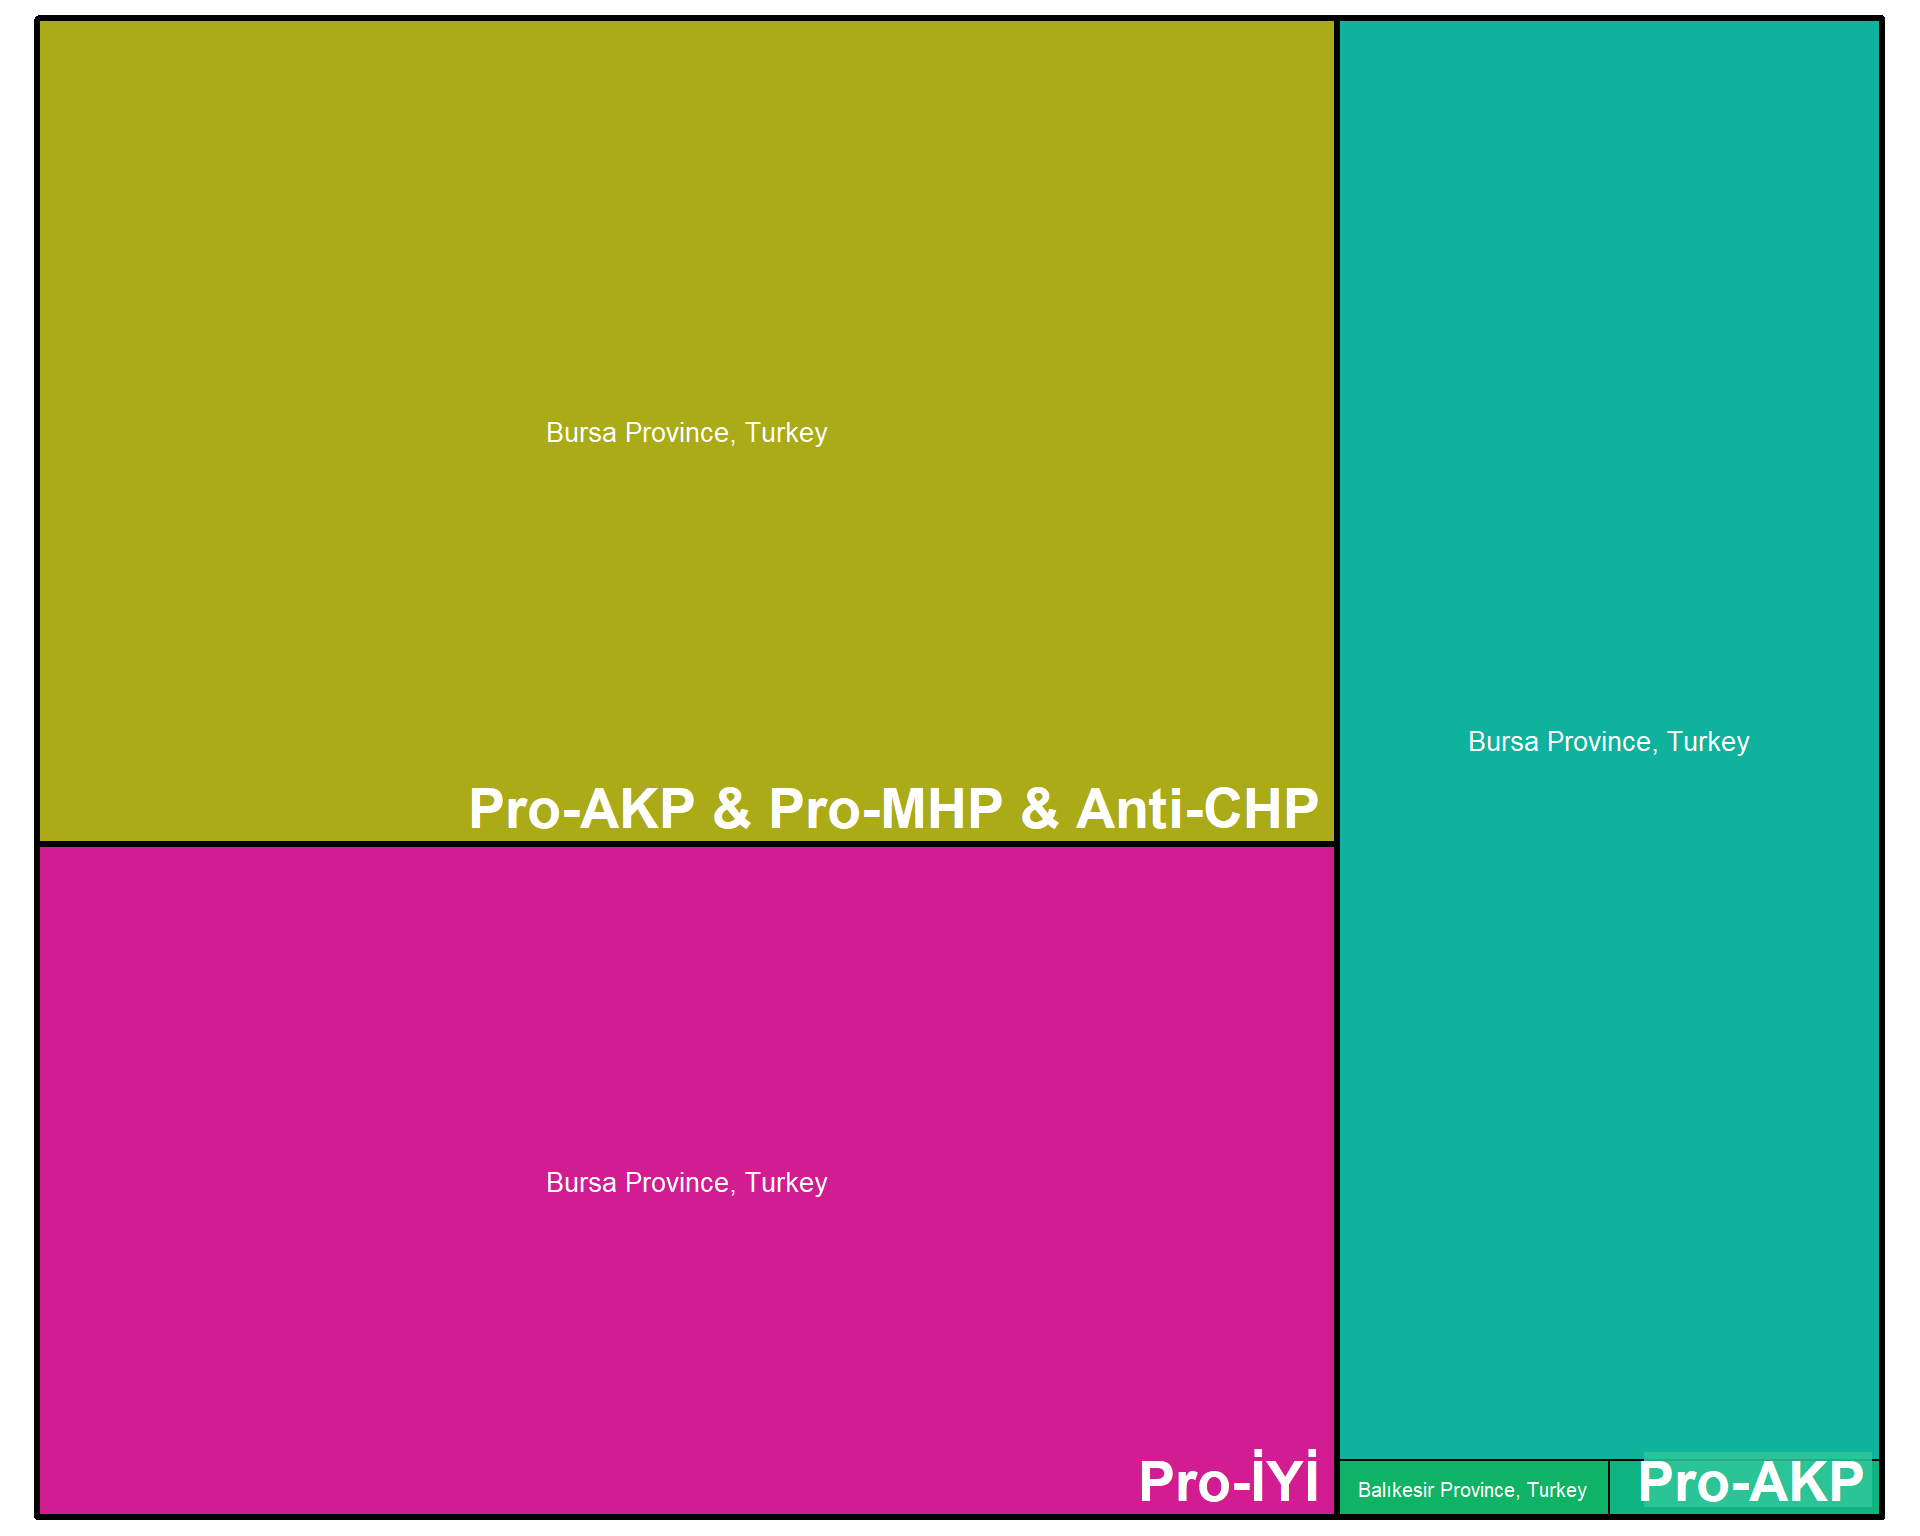 Bursa Province, Turkey
Pro-AKP & Pro-MHP & Anti-CHP
Bursa Province, Turkey
Pro-İYİ
Bursa Province, Turkey
Balıkesir Province, Turkey
Pro-AKP